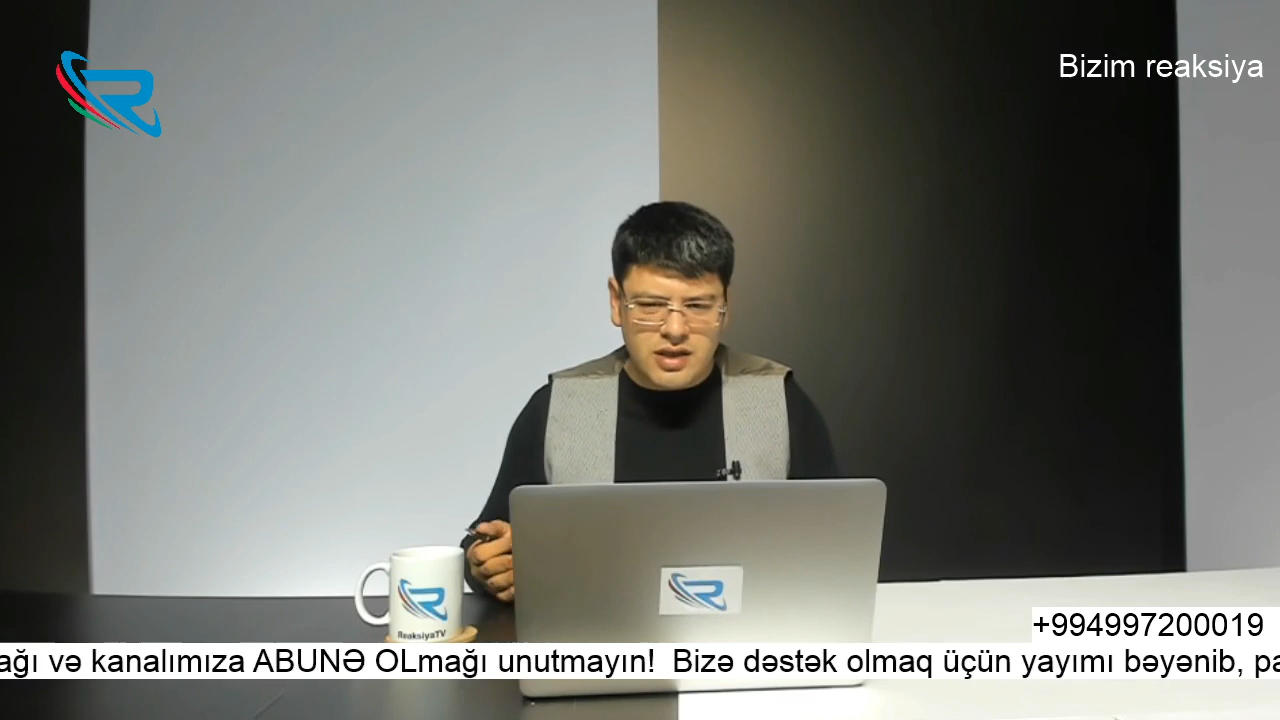 Bizim reaksiya
ReaksiyaTV
+994997200019
ağı və kanalımıza ABUNƏ OLmağı unutmayın! Bizə dəstək olmaq üçün yayımı bəyənib, pa